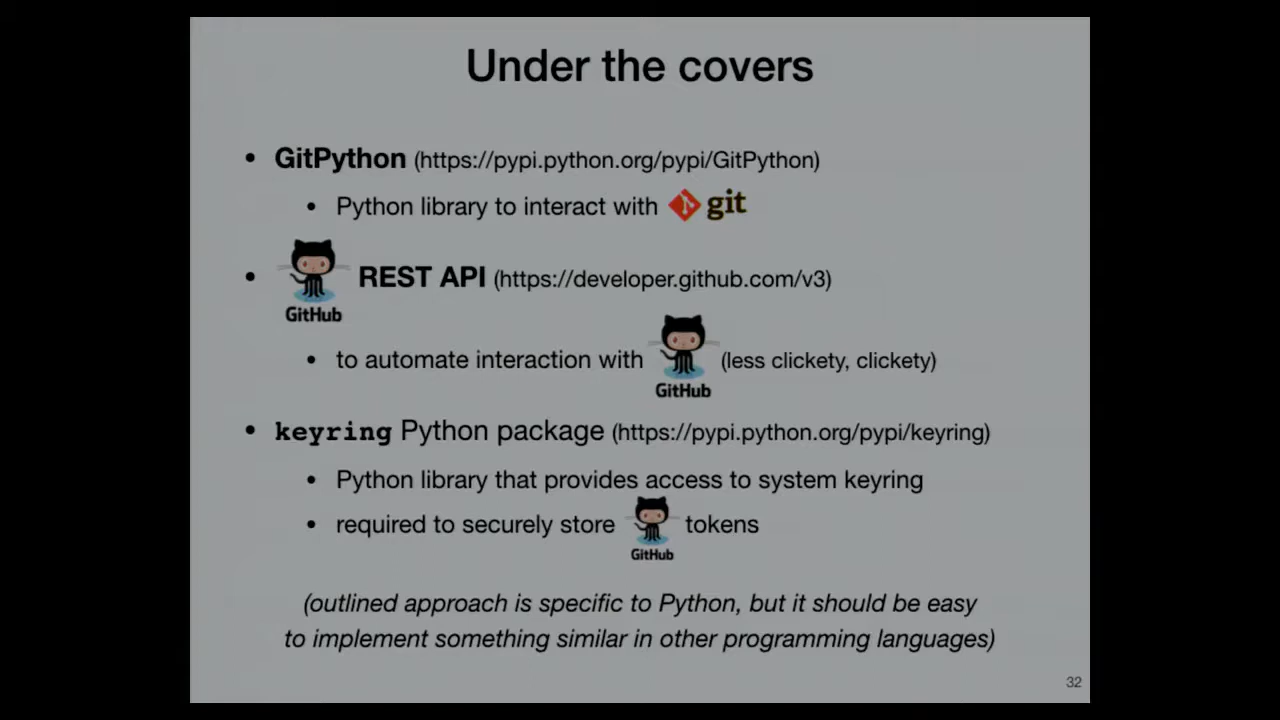 Under the covers
• GitPython (https://pypi.python.org/pypi/GitPython)
• Python library to interact with git
• GitHub REST API (https://developer.github.com/v3)
• to automate interaction with GitHub (less clickety, clickety)
• keyring Python package (https://pypi.python.org/pypi/keyring)
• Python library that provides access to system keyring
• required to securely store GitHub tokens
(outlined approach is specific to Python, but it should be easy
to implement something similar in other programming languages)
32